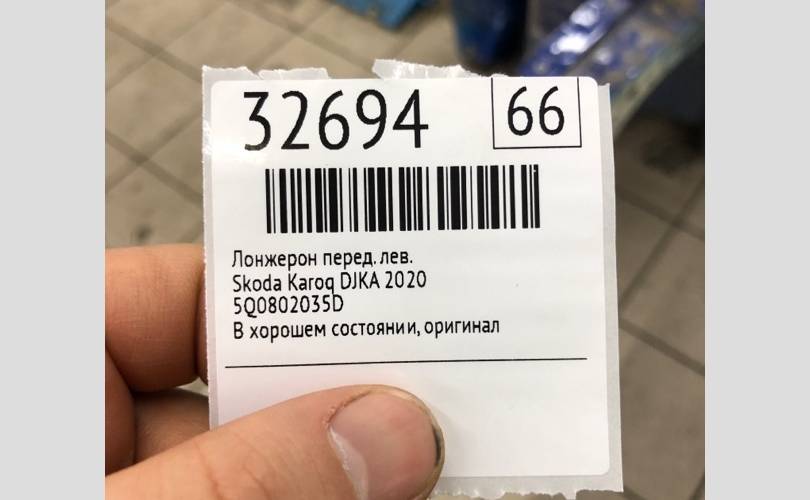 32694
66
Лонжерон перед. лев.
Skoda Karoq DJKA 2020
5Q0802035D
В хорошем состоянии, оригинал